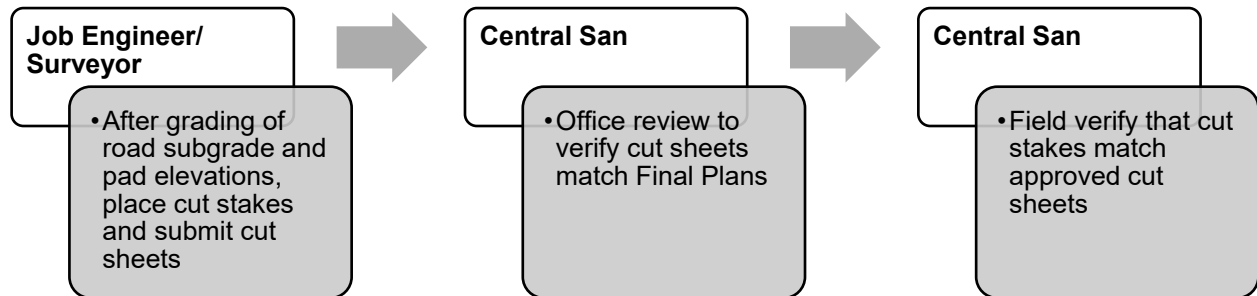 Job Engineer/
Surveyor
•After grading of
road subgrade and
pad elevations,
place cut stakes
and submit cut
sheets
Central San
•Office review to
verify cut sheets
match Final Plans
Central San
•Field verify that cut
stakes match
approved cut
sheets